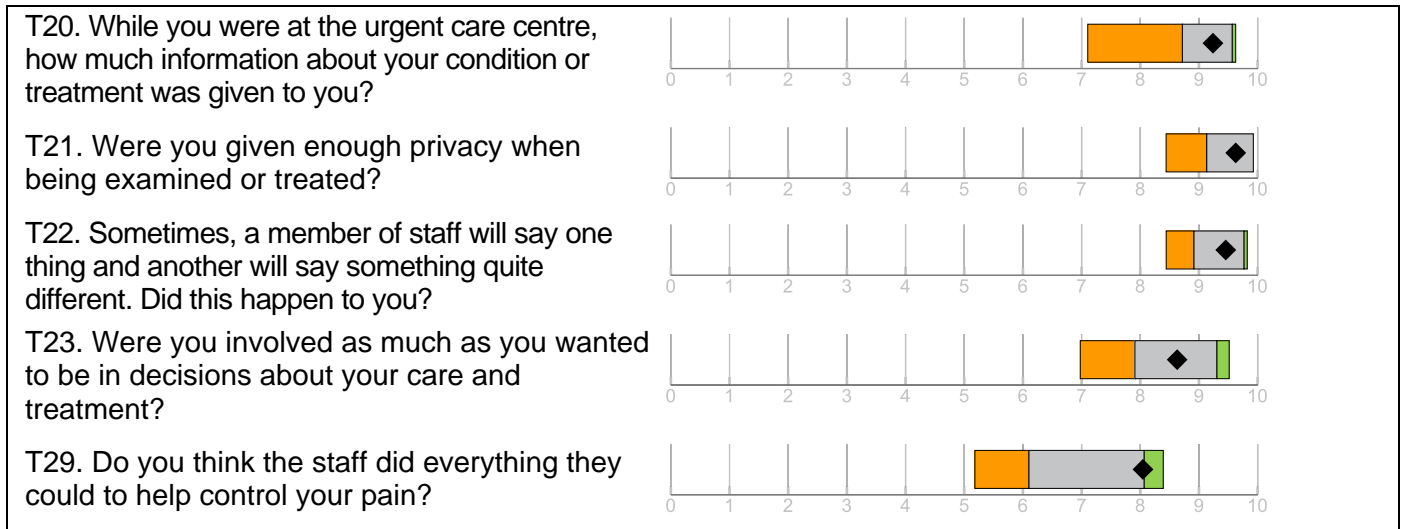 T20. While you were at the urgent care centre,
how much information about your condition or
treatment was given to you?
0 1 2 3 4 5 6 7 8 9 10
T21. Were you given enough privacy when
being examined or treated?
0 1 2 3 4 5 6 7 8 9 10
T22. Sometimes, a member of staff will say one
thing and another will say something quite
different. Did this happen to you?
0 1 2 3 4 5 6 7 8 9 10
T23. Were you involved as much as you wanted
to be in decisions about your care and
treatment?
0 1 2 3 4 5 6 7 8 9 10
T29. Do you think the staff did everything they
could to help control your pain?
0 1 2 3 4 5 6 7 8 9 10